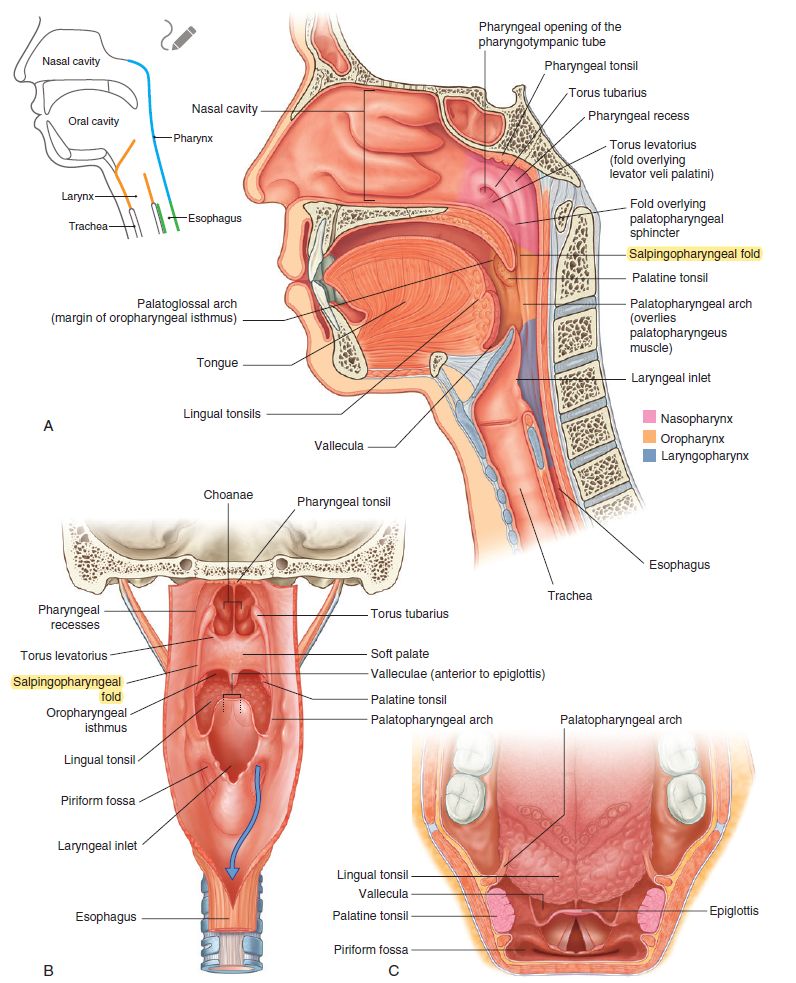 Nasal cavity
Oral cavity
Pharynx
Larynx
Trachea
Esophagus
Pharyngeal opening of the
pharyngotympanic tube
Pharyngeal tonsil
Torus tubarius
Pharyngeal recess
Torus levatorius
(fold overlying
levator veli palatini)
Fold overlying
palatopharyngeal
sphincter
Salpingopharyngeal fold
Palatine tonsil
Palatopharyngeal arch
(overlies
palatopharyngeus
muscle)
Laryngeal inlet
Nasal cavity
Palatoglossal arch
(margin of oropharyngeal isthmus)
Tongue
Lingual tonsils
Vallecula
A
Nasopharynx
Oropharynx
Laryngopharynx
Esophagus
Trachea
Choanae
Pharyngeal tonsil
Pharyngeal
recesses
Torus levatorius
Salpingopharyngeal
fold
Oropharyngeal
isthmus
Lingual tonsil
Piriform fossa
Laryngeal inlet
Esophagus
Torus tubarius
Soft palate
Valleculae (anterior to epiglottis)
Palatine tonsil
Palatopharyngeal arch
B
Palatopharyngeal arch
Lingual tonsil
Vallecula
Palatine tonsil
Piriform fossa
Epiglottis
C